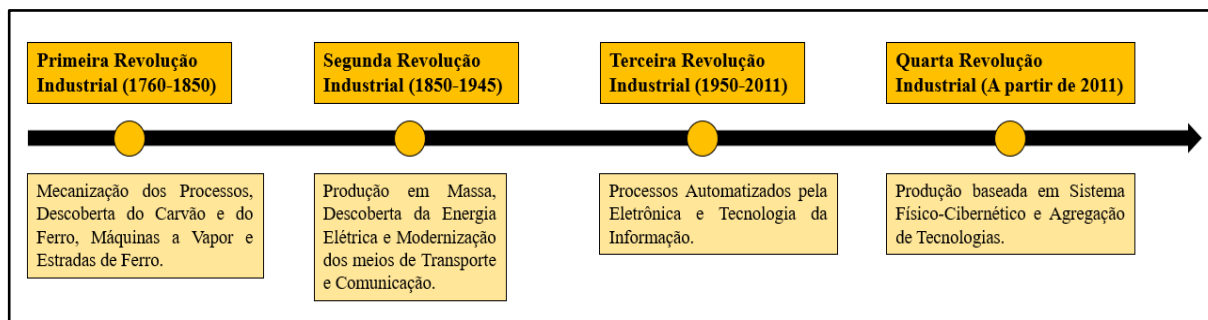 Primeira Revolução
Industrial (1760-1850)
Segunda Revolução
Industrial (1850-1945)
Terceira Revolução
Industrial (1950-2011)
Quarta Revolução
Industrial (A partir de 2011)
Mecanização dos Processos,
Descoberta do Carvão e do
Ferro, Máquinas a Vapor e
Estradas de Ferro.
Produção em Massa,
Descoberta da Energia
Elétrica e Modernização
dos meios de Transporte
e Comunicação.
Processos Automatizados pela
Eletrônica e Tecnologia da
Informação.
Produção baseada em Sistema
Físico-Cibernético e Agregação
de Tecnologias.